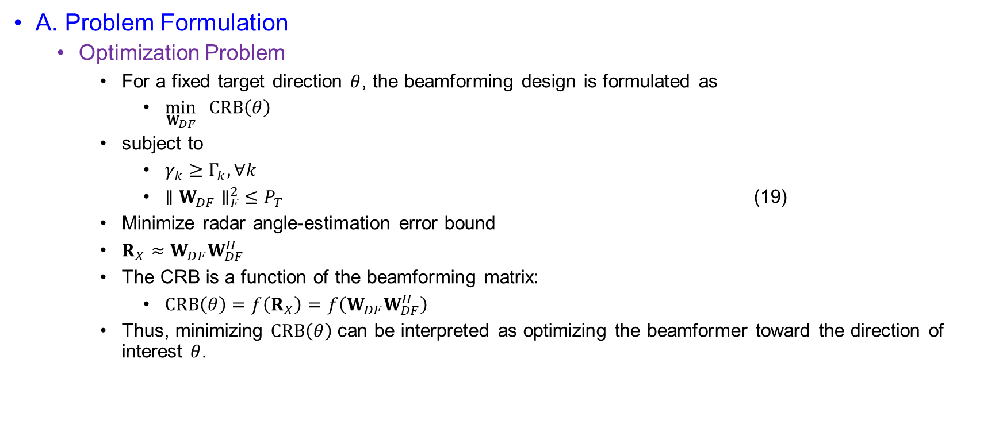 • A. Problem Formulation
• Optimization Problem
• For a fixed target direction θ, the beamforming design is formulated as
• min CRB(θ)
W_DF
• subject to
• γ_k ≥ Γ_k, ∀k
• ‖ W_DF ‖_F^2 ≤ P_T (19)
• Minimize radar angle-estimation error bound
• R_X ≈ W_DF W_DF^H
• The CRB is a function of the beamforming matrix:
• CRB(θ) = f(R_X) = f(W_DF W_DF^H)
• Thus, minimizing CRB(θ) can be interpreted as optimizing the beamformer toward the direction of
interest θ.